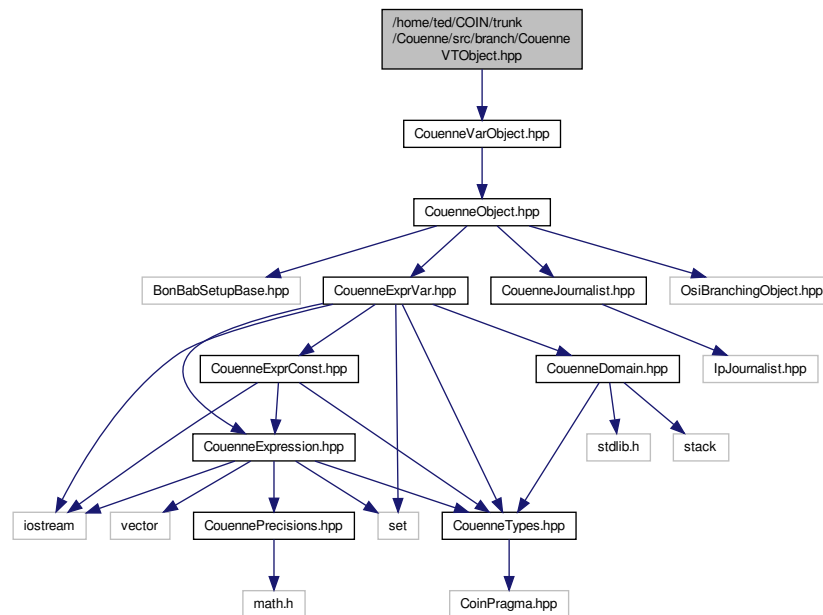 /home/ted/COIN/trunk
/Couenne/src/branch/Couenne
VTObject.hpp
CouenneVarObject.hpp
CouenneObject.hpp
BonBabSetupBase.hpp
CouenneExprVar.hpp
CouenneJournalist.hpp
OsiBranchingObject.hpp
CouenneExprConst.hpp
CouenneDomain.hpp
IpJournalist.hpp
CouenneExpression.hpp
stdlib.h
stack
iostream
vector
CouennePrecisions.hpp
set
CouenneTypes.hpp
math.h
CoinPragma.hpp